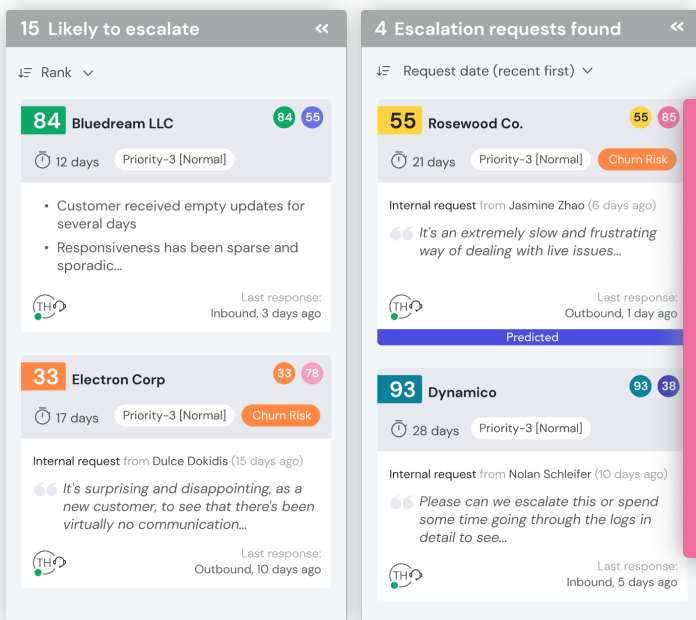 15 Likely to escalate
Rank
84 Bluedream LLC 84 55
12 days Priority-3 [Normal]
• Customer received empty updates for
several days
• Responsiveness has been sparse and
sporadic...
TH
Last response:
Inbound, 3 days ago
33 Electron Corp 33 78
17 days Priority-3 [Normal] Churn Risk
Internal request from Dulce Dokidis (15 days ago)
It's surprising and disappointing, as a
new customer, to see that there's been
virtually no communication...
TH
Last response:
Outbound, 10 days ago
4 Escalation requests found
Request date (recent first)
55 Rosewood Co. 55 85
21 days Priority-3 [Normal] Churn Risk
Internal request from Jasmine Zhao (6 days ago)
It's an extremely slow and frustrating
way of dealing with live issues...
TH
Last response:
Outbound, 1 day ago
Predicted
93 Dynamico 93 38
28 days Priority-3 [Normal]
Internal request from Nolan Schleifer (10 days ago)
Please can we escalate this or spend
some time going through the logs in
detail to see...
TH
Last response:
Inbound, 5 days ago